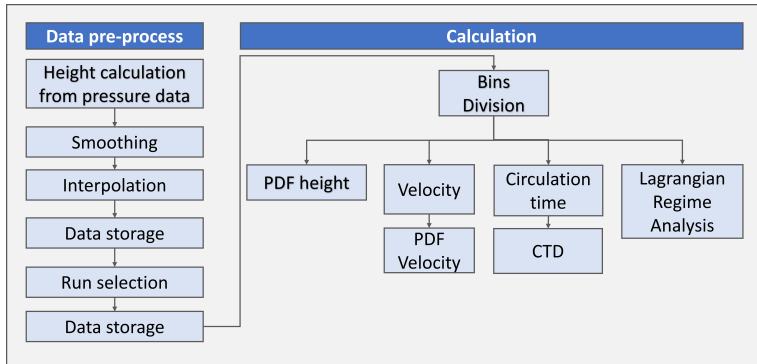 Data pre-process
Calculation
Height calculation
from pressure data
Smoothing
Interpolation
Data storage
Run selection
Data storage
Bins
Division
PDF height
Velocity
PDF
Velocity
Circulation
time
CTD
Lagrangian
Regime
Analysis